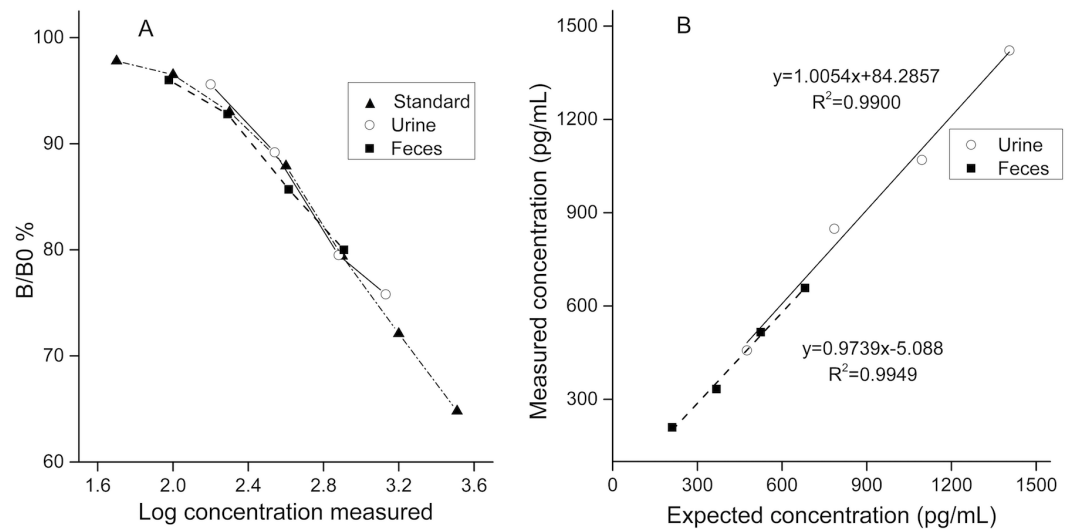 A
100
90
80
70
60
B/B0 %
1.6 2.0 2.4 2.8 3.2 3.6
Log concentration measured
Standard
Urine
Feces
B
1500
1200
900
600
300
Measured concentration (pg/mL)
y=1.0054x+84.2857
R²=0.9900
Urine
Feces
y=0.9739x-5.088
R²=0.9949
0 300 600 900 1200 1500
Expected concentration (pg/mL)